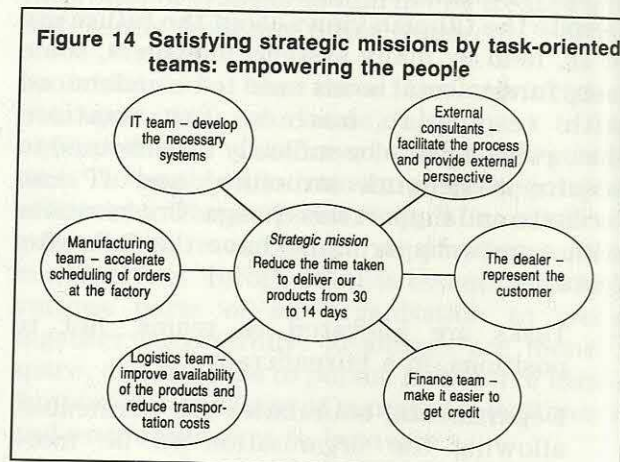 Figure 14 Satisfying strategic missions by task-oriented
teams empowering the people
IT team – develop
the necessary
systems
External
consultants –
facilitate the process
and provide external
perspective
Manufacturing
team – accelerate
scheduling of orders
at the factory
Strategic mission
Reduce the time taken
to deliver our
products from 30
to 14 days
The dealer –
represent the
customer
Logistics team –
improve availability
of the products and
reduce transpor-
tation costs
Finance team –
make it easier to
get credit